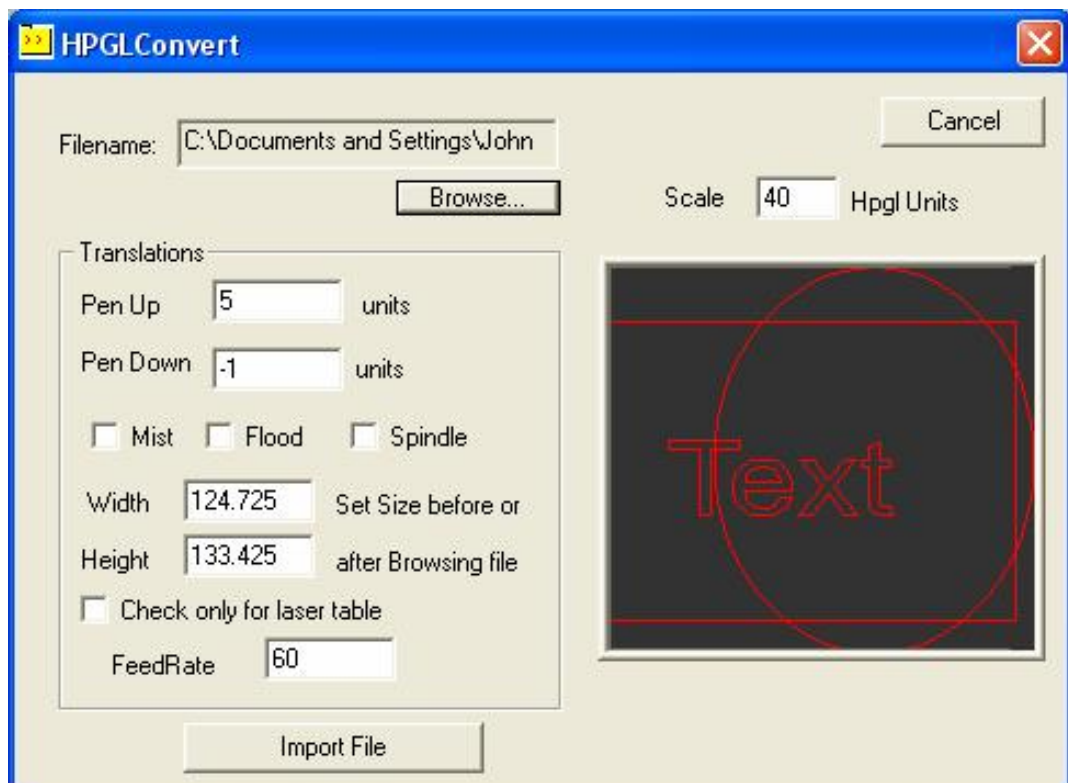 HPGLConvert
Cancel
Filename: C:\Documents and Settings\John
Browse...
Scale 40 Hpgl Units
Translations
Pen Up 5 units
Pen Down -1 units
Mist Flood Spindle
Width 124.725 Set Size before or
Height 133.425 after Browsing file
Check only for laser table
FeedRate 60
Import File
Text